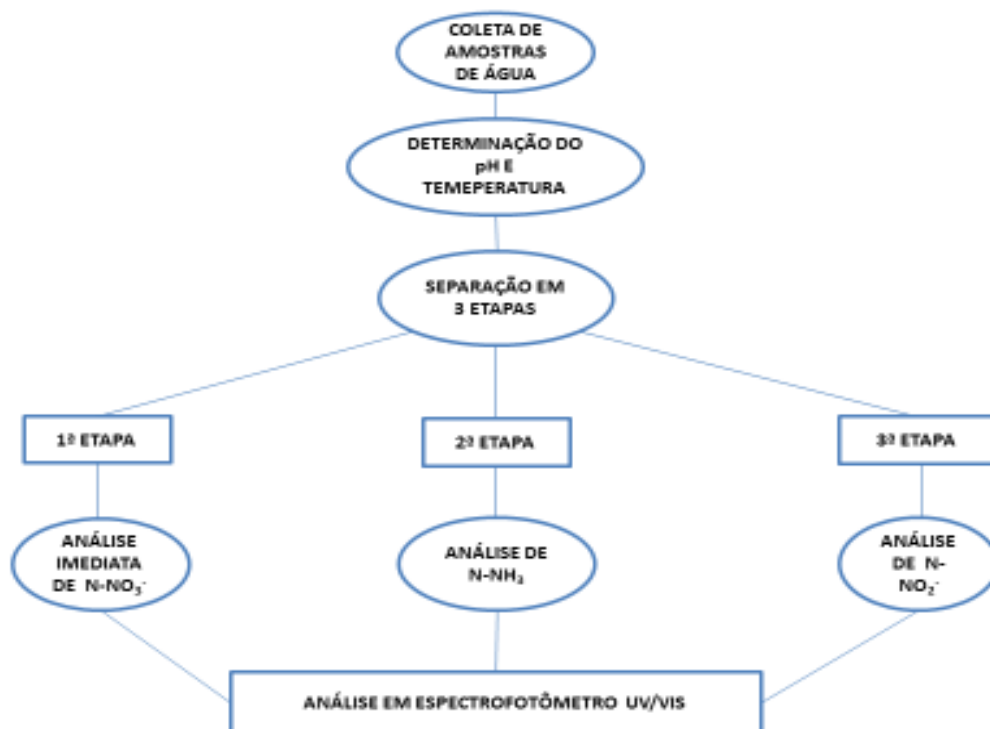 COLETA DE
AMOSTRAS
DE ÁGUA
DETERMINAÇÃO DO
pH E
TEMEPERATURA
SEPARAÇÃO EM
3 ETAPAS
1ª ETAPA
2ª ETAPA
3ª ETAPA
ANÁLISE
IMEDIATA
DE N-NO₃⁻
ANÁLISE DE
N-NH₃
ANÁLISE
DE N-
NO₂⁻
ANÁLISE EM ESPECTROFOTÔMETRO UV/VIS